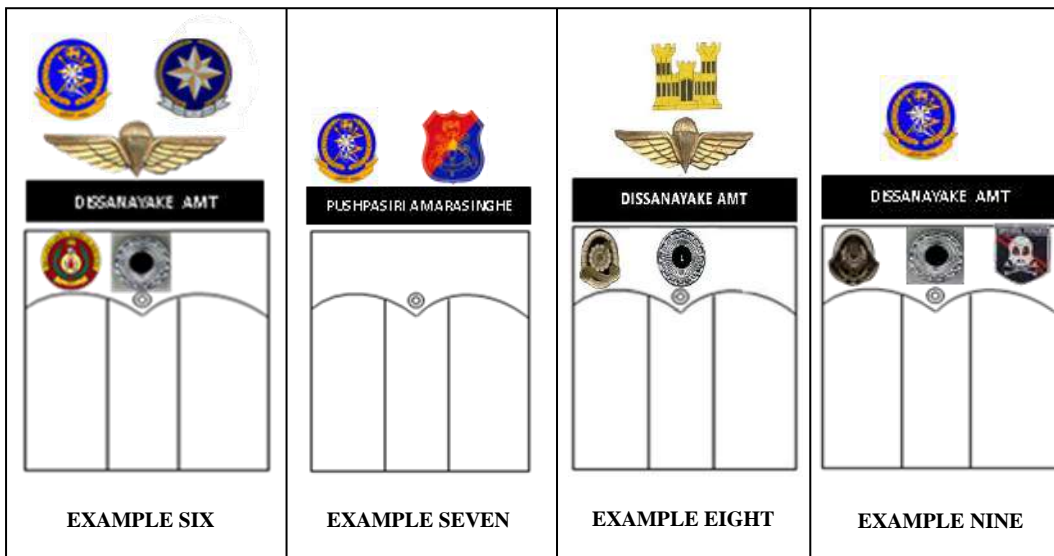 DISSANAYAKE AMT
PUSHPASIRI AMARASINGHE
DISSANAYAKE AMT
DISSANAYAKE AMT
EXAMPLE SIX
EXAMPLE SEVEN
EXAMPLE EIGHT
EXAMPLE NINE